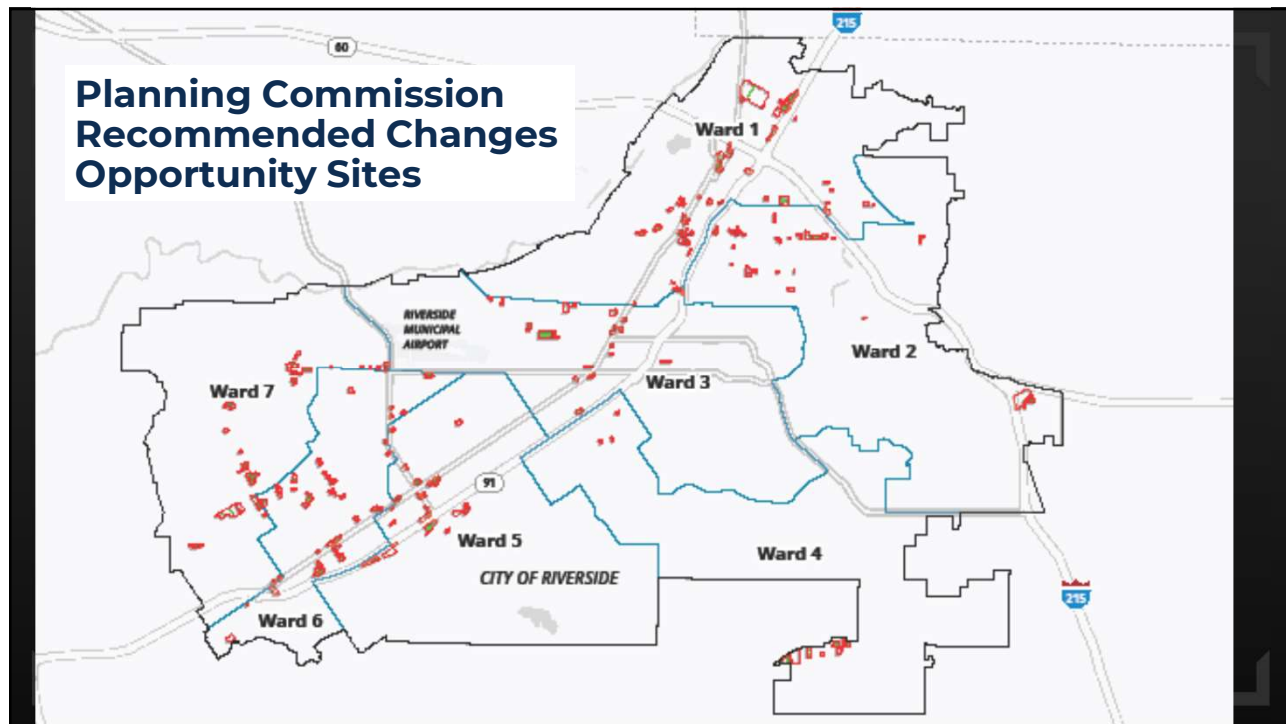 215
60
Planning Commission
Recommended Changes
Opportunity Sites
Ward 1
RIVERSIDE
MUNICIPAL
AIRPORT
Ward 2
Ward 3
Ward 7
91
Ward 5
Ward 4
CITY OF RIVERSIDE
215
Ward 6